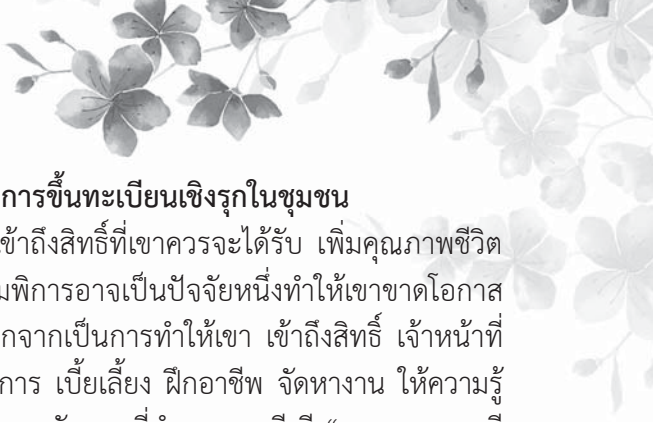 การขึ้นทะเบียนเชิงรุกในชุมชน
เข้าถึงสิทธิ์ที่เขาควรจะได้รับ เพิ่มคุณภาพชีวิต
มพิการอาจเป็นปัจจัยหนึ่งทำให้เขาขาดโอกาส
กจากเป็นการทำให้เขา เข้าถึงสิทธิ์ เจ้าหน้าที่
การ เบี้ยเลี้ยง ฝึกอาชีพ จัดหางาน ให้ความรู้